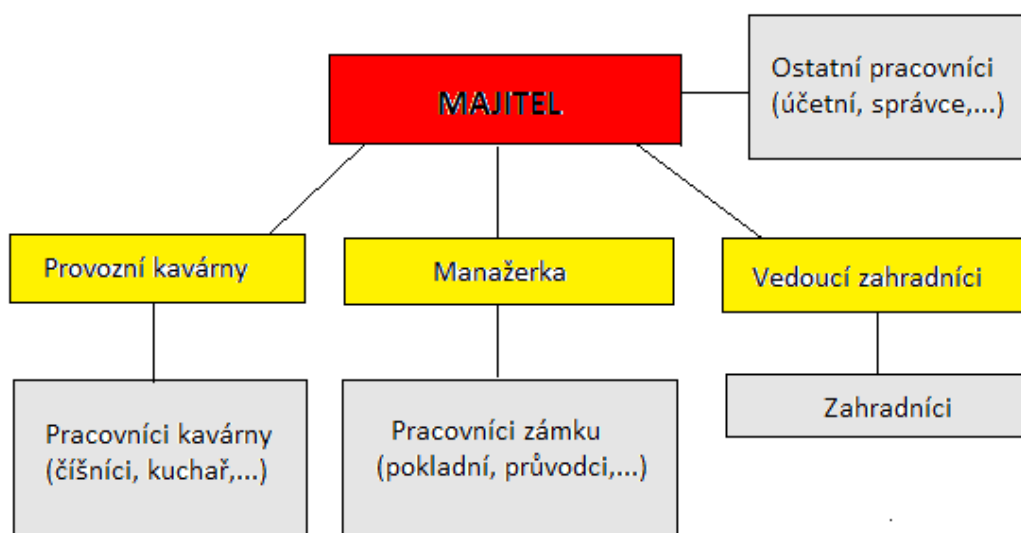 MAJITEL
Ostatní pracovníci
(účetní, správce,...)
Provozní kavárny
Manažerka
Vedoucí zahradníci
Pracovníci kavárny
(číšníci, kuchař,...)
Pracovníci zámku
(pokladní, průvodci,...)
Zahradníci